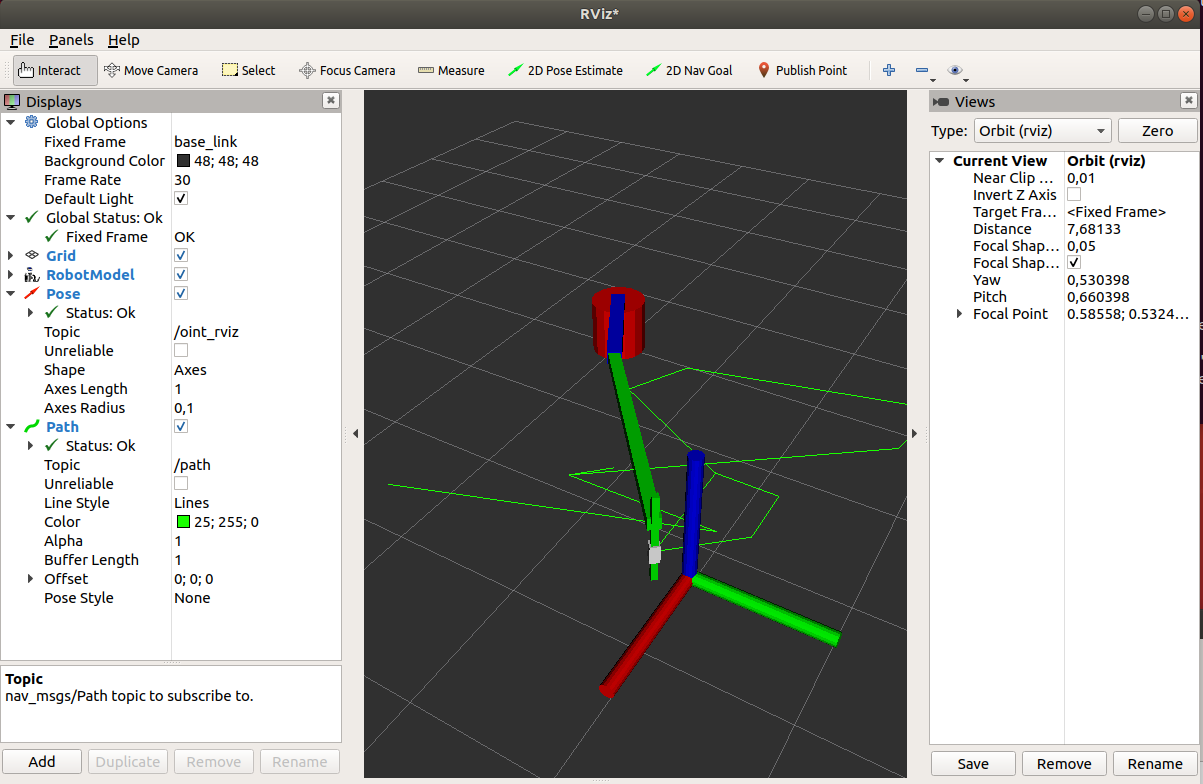 RViz*
File Panels Help
Interact Move Camera Select Focus Camera Measure 2D Pose Estimate 2D Nav Goal Publish Point
Displays
Global Options
Fixed Frame base_link
Background Color 48; 48; 48
Frame Rate 30
Default Light
Global Status: Ok
Fixed Frame OK
Grid
RobotModel
Pose
Status: Ok
Topic /oint_rviz
Unreliable
Shape Axes
Axes Length 1
Axes Radius 0,1
Path
Status: Ok
Topic /path
Unreliable
Line Style Lines
Color 25; 255; 0
Alpha 1
Buffer Length 1
Offset 0; 0; 0
Pose Style None
Topic
nav_msgs/Path topic to subscribe to.
Add Duplicate Remove Rename
Views
Type: Orbit (rviz) Zero
Current View Orbit (rviz)
Near Clip ... 0,01
Invert Z Axis
Target Fra... <Fixed Frame>
Distance 7,68133
Focal Shap... 0,05
Focal Shap...
Yaw 0,530398
Pitch 0,660398
Focal Point 0.58558; 0.5324...
Save Remove Rename